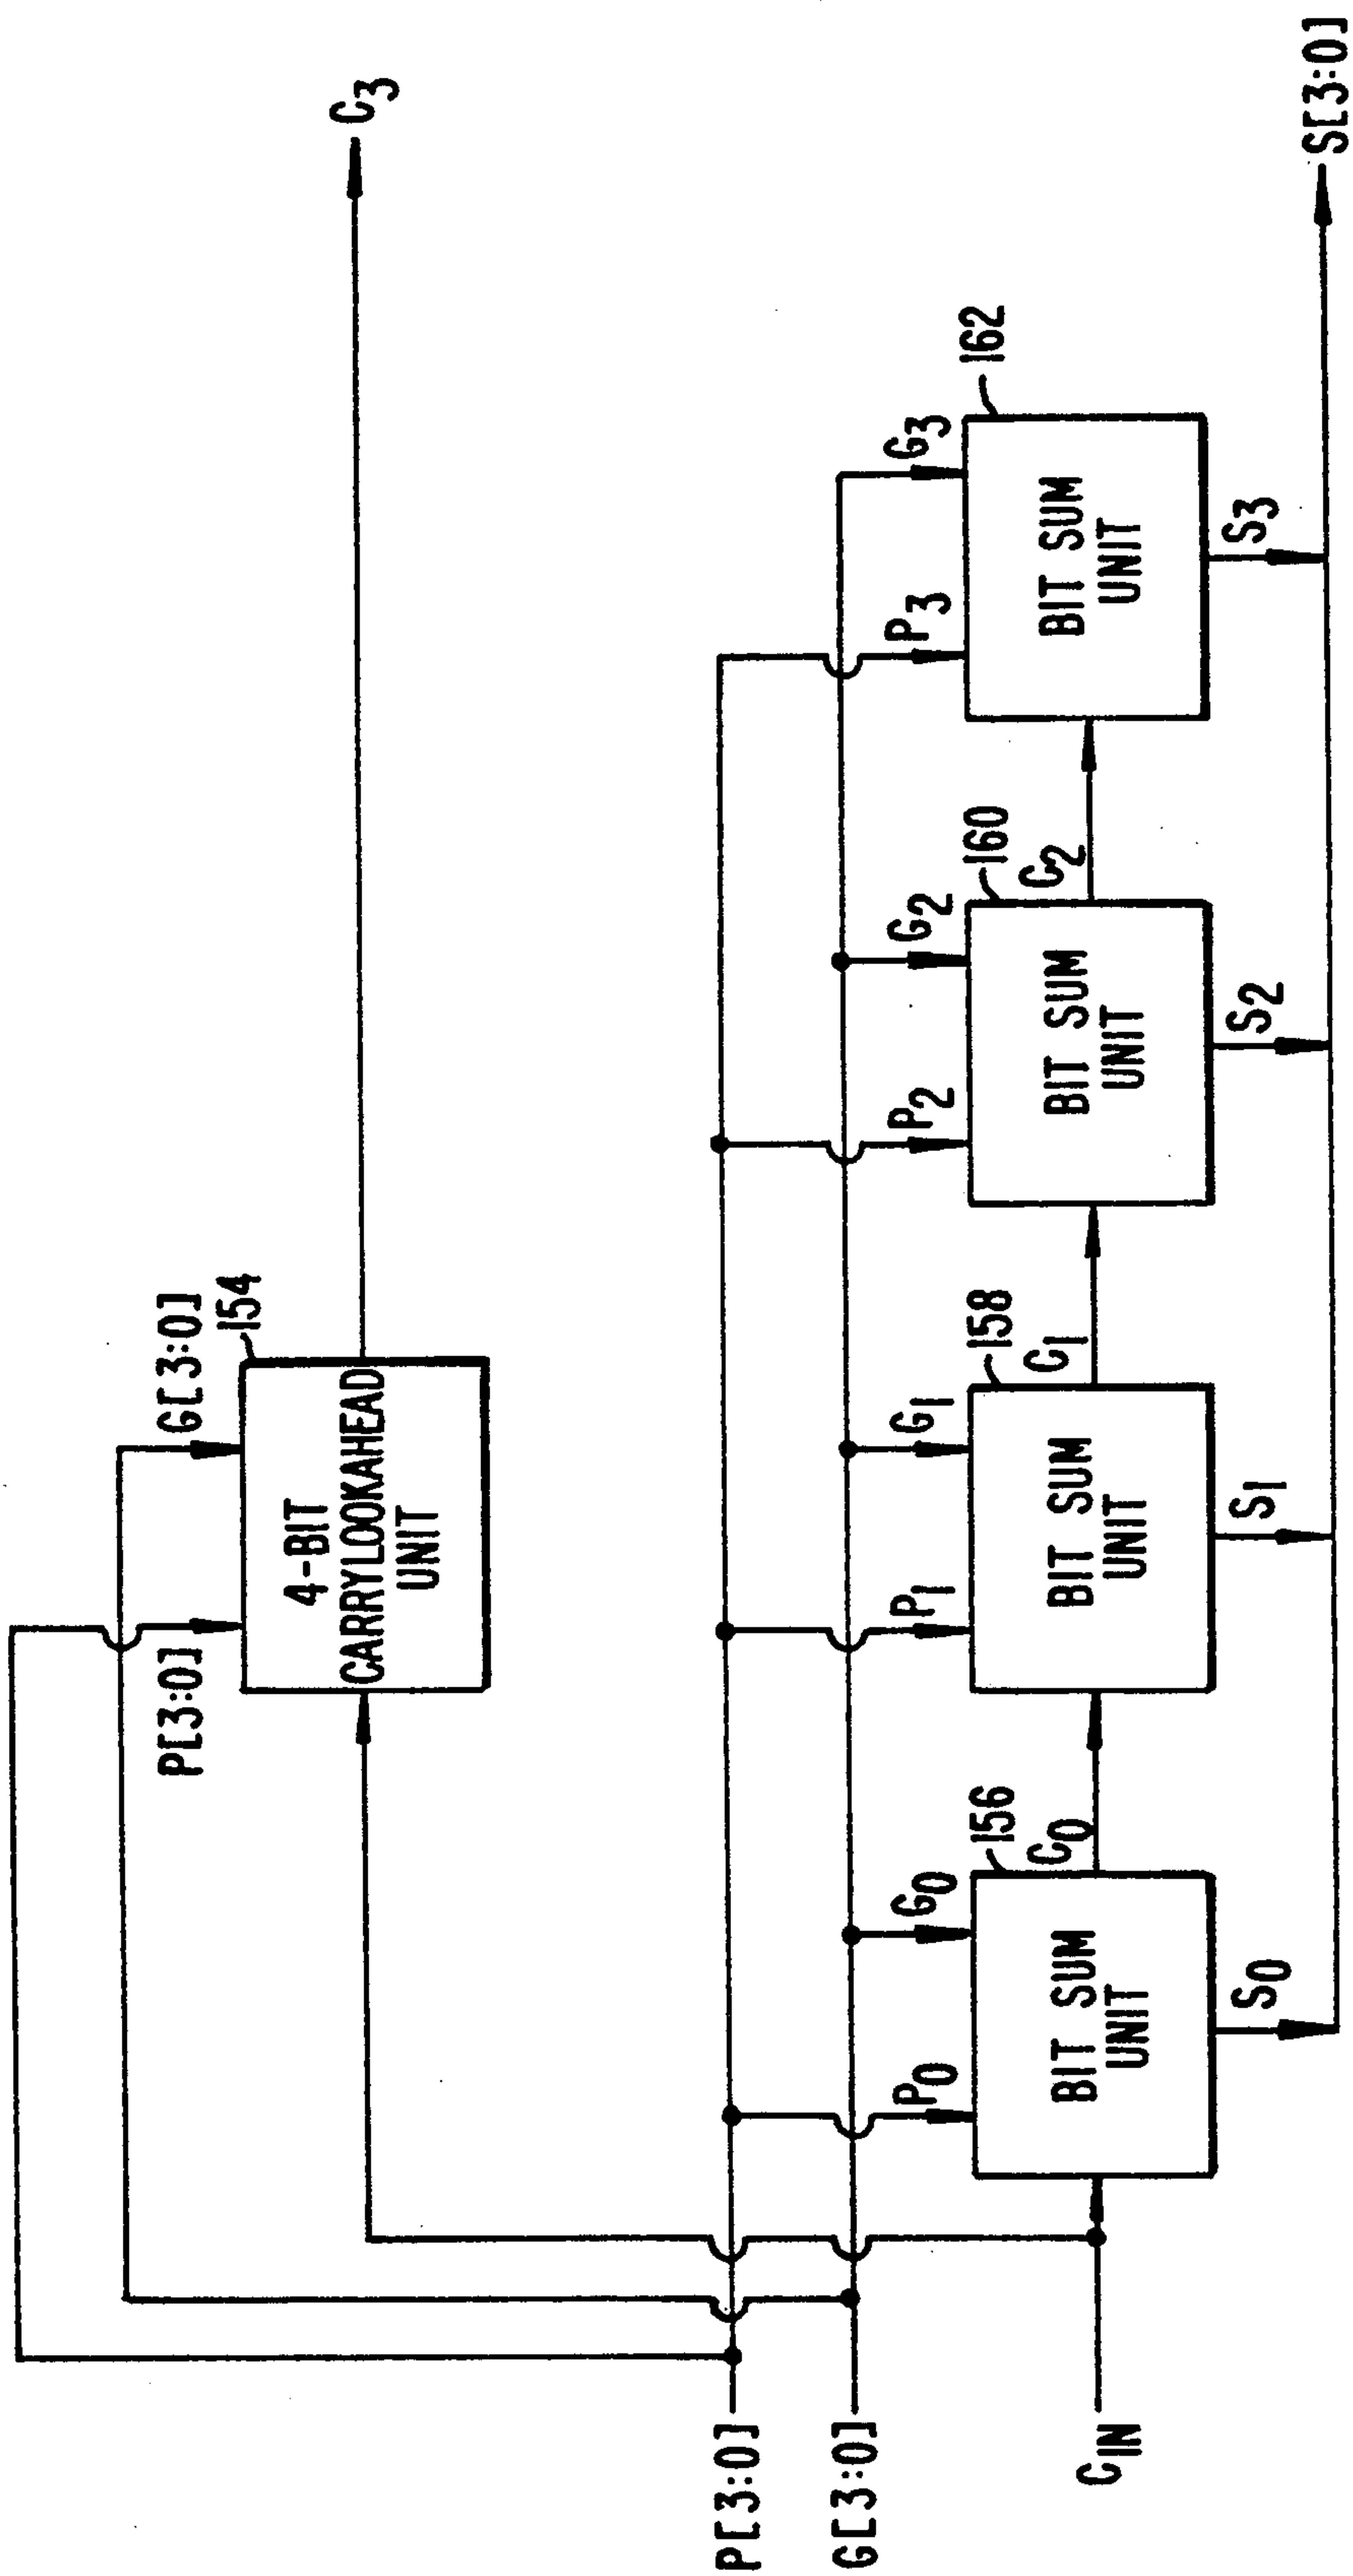 P[3:0]
G[3:0]
154
4-BIT
CARRYLOOKAHEAD
UNIT
C3
P[3:0]
G[3:0]
CIN
P0
G0
156
BIT SUM
UNIT
C0
S0
P1
G1
158
BIT SUM
UNIT
C1
S1
P2
G2
160
BIT SUM
UNIT
C2
S2
P3
G3
162
BIT SUM
UNIT
S3
S[3:0]